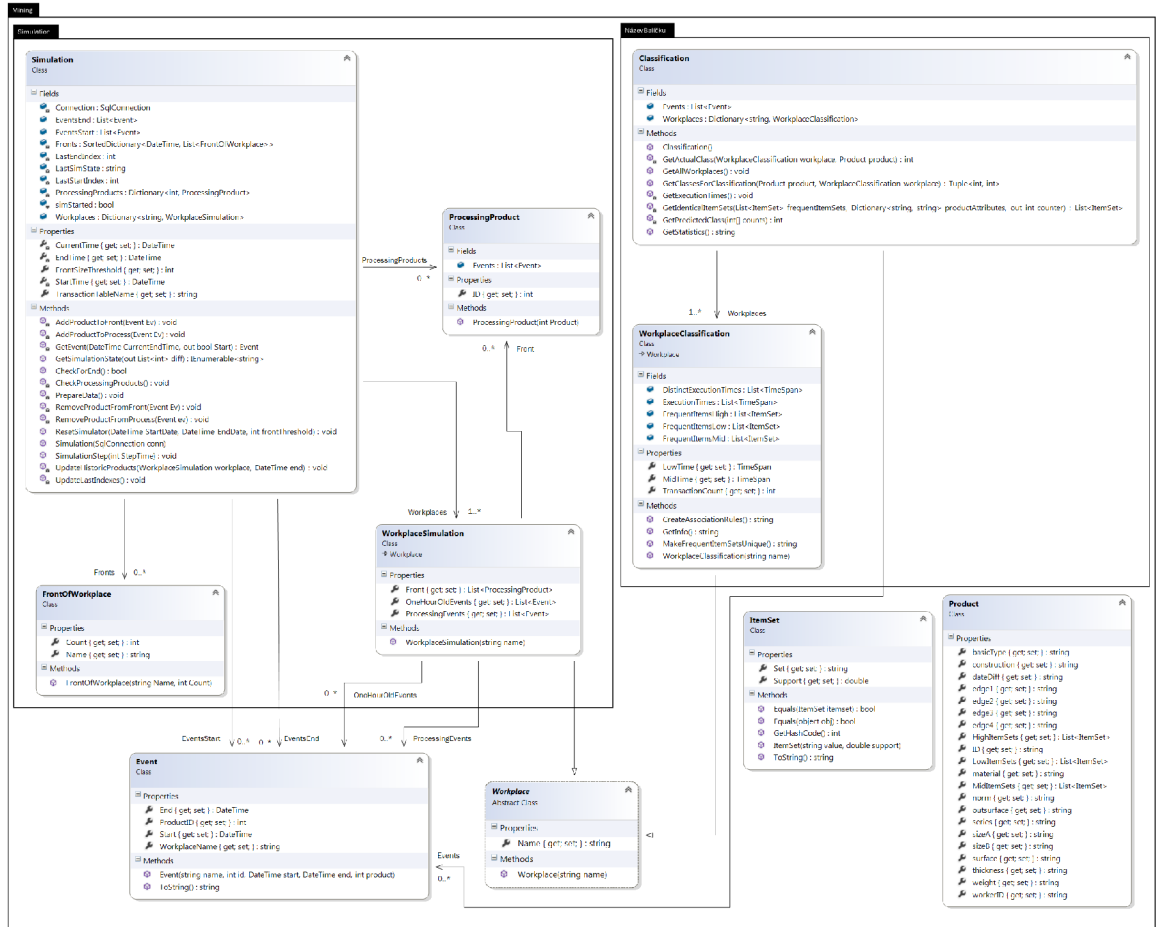 Mining
Simulation
NázevBalíčku
Simulation
Class
Fields
Connection : SqlConnection
EventsEnd : List<Event>
EventsStart : List<Event>
Fronts : SortedDictionary<DateTime, List<FrontOfWorkplace>>
LastEndIndex : int
LastSimState : string
LastStartIndex : int
ProcessingProducts : Dictionary<int, ProcessingProduct>
simStarted : bool
Workplaces : Dictionary<string, WorkplaceSimulation>
Properties
CurrentTime { get; set; } : DateTime
EndTime { get; set; } : DateTime
FrontSizeThreshold { get; set; } : int
StartTime { get; set; } : DateTime
TransactionTableName { get; set; } : string
Methods
AddProductToFront(Event Ev) : void
AddProductToProcess(Event Ev) : void
GetEvent(DateTime CurrentEndTime, out bool Start) : Event
GetSimulationState(out List<int> diff) : IEnumerable<string>
CheckForEnd() : bool
CheckProcessingProducts() : void
PrepareData() : void
RemoveProductFromFront(Event Ev) : void
RemoveProductFromProcess(Event ev) : void
ResetSimulator(DateTime StartDate, DateTime EndDate, int frontThreshold) : void
Simulation(SqlConnection conn)
SimulationStep(int StepTime) : void
UpdateHistoricProducts(WorkplaceSimulation workplace, DateTime end) : void
UpdateLastIndexes() : void
ProcessingProducts
0..*
ProcessingProduct
Class
Fields
Events : List<Event>
Properties
ID { get; set; } : int
Methods
ProcessingProduct(int Product)
0..*
Front
Classification
Class
Fields
Events : List<Event>
Workplaces : Dictionary<string, WorkplaceClassification>
Methods
Classification()
GetActualClass(WorkplaceClassification workplace, Product product) : int
GetAllWorkplaces() : void
GetClassesForClassification(Product product, WorkplaceClassification workplace) : Tuple<int, int>
GetExecutionTimes() : void
GetIdenticalItemSets(List<ItemSet> frequentItemSets, Dictionary<string, string> productAttributes, out int counter) : List<ItemSet>
GetPredictedClass(int[] counts) : int
GetStatistics() : string
1..*
Workplaces
WorkplaceClassification
Class
Workplace
Fields
DistinctExecutionTimes : List<TimeSpan>
ExecutionTimes : List<TimeSpan>
FrequentItemsHigh : List<ItemSet>
FrequentItemsLow : List<ItemSet>
FrequentItemsMid : List<ItemSet>
Properties
LowTime { get; set; } : TimeSpan
MidTime { get; set; } : TimeSpan
TransactionCount { get; set; } : int
Methods
CreateAssociationRules() : string
GetInfo() : string
MakeFrequentItemSetsUnique() : string
WorkplaceClassification(string name)
Workplaces
1..*
WorkplaceSimulation
Class
Workplace
Properties
Front { get; set; } : List<ProcessingProduct>
OneHourOldEvents { get; set; } : List<Event>
ProcessingEvents { get; set; } : List<Event>
Methods
WorkplaceSimulation(string name)
Fronts
0..*
FrontOfWorkplace
Class
Properties
Count { get; set; } : int
Name { get; set; } : string
Methods
FrontOfWorkplace(string Name, int Count)
0..*
OneHourOldEvents
EventsStart
0..*
0..*
EventsEnd
0..*
ProcessingEvents
Event
Class
Properties
End { get; set; } : DateTime
ProductID { get; set; } : int
Start { get; set; } : DateTime
WorkplaceName { get; set; } : string
Methods
Event(string name, int id, DateTime start, DateTime end, int product)
ToString() : string
Workplace
Abstract Class
Properties
Name { get; set; } : string
Methods
Workplace(string name)
Events
0..*
ItemSet
Class
Properties
Set { get; set; } : string
Support { get; set; } : double
Methods
Equals(ItemSet itemset) : bool
Equals(object obj) : bool
GetHashCode() : int
ItemSet(string value, double support)
ToString() : string
Product
Class
Properties
basicType { get; set; } : string
construction { get; set; } : string
dateDiff { get; set; } : string
edge1 { get; set; } : string
edge2 { get; set; } : string
edge3 { get; set; } : string
edge4 { get; set; } : string
HighItemSets { get; set; } : List<ItemSet>
ID { get; set; } : string
LowItemSets { get; set; } : List<ItemSet>
material { get; set; } : string
MidItemSets { get; set; } : List<ItemSet>
norm { get; set; } : string
outsurface { get; set; } : string
series { get; set; } : string
sizeA { get; set; } : string
sizeB { get; set; } : string
surface { get; set; } : string
thickness { get; set; } : string
weight { get; set; } : string
workerID { get; set; } : string